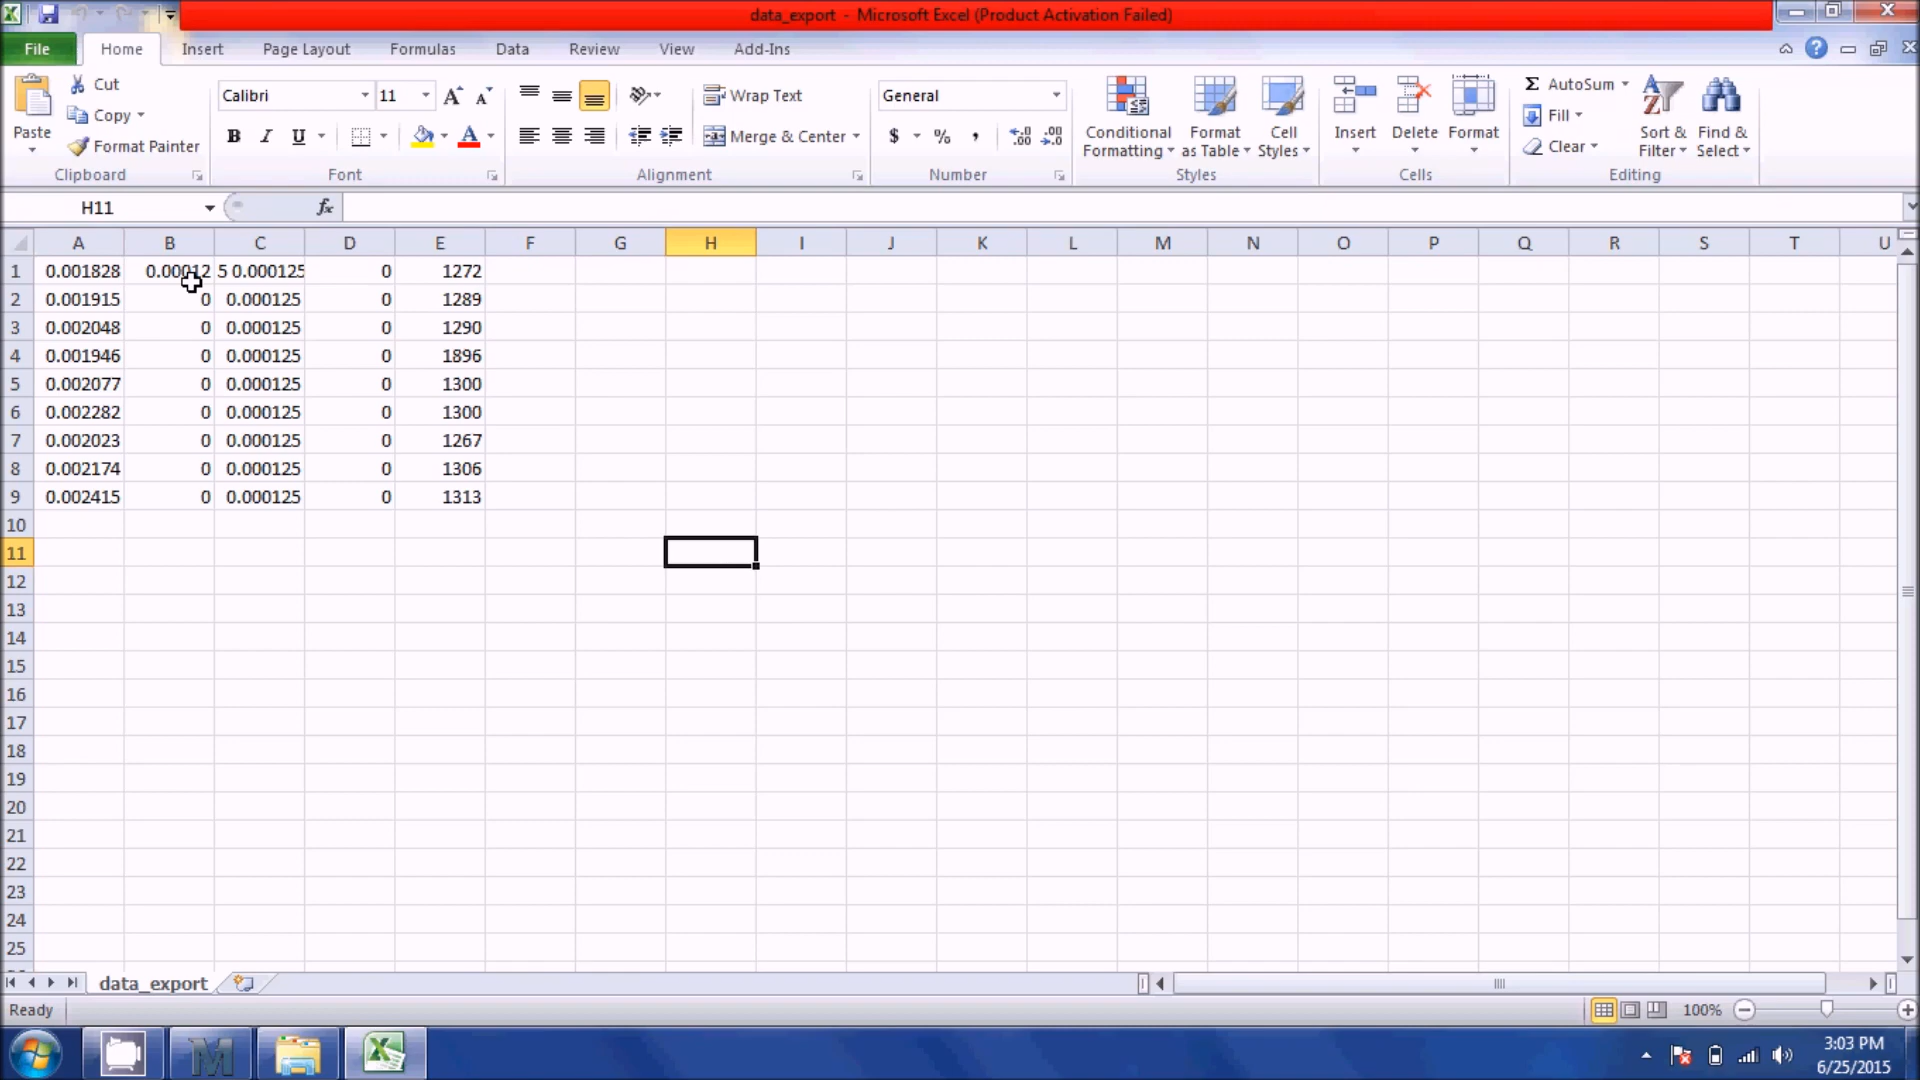 data_export - Microsoft Excel (Product Activation Failed)
File Home Insert Page Layout Formulas Data Review View Add-Ins
Paste
Cut
Copy
Format Painter
Clipboard
Calibri 11
B I U A
Font
Wrap Text
Merge & Center
Alignment
General
$ % ,
Number
Conditional Formatting
Format as Table
Cell Styles
Styles
Insert Delete Format
Cells
Σ AutoSum
Fill
Clear
Sort & Filter
Find & Select
Editing
H11 fx
A B C D E F G H I J K L M N O P Q R S T U
1 0.001828 0.00012 5 0.000125 0 1272
2 0.001915 0 0.000125 0 1289
3 0.002048 0 0.000125 0 1290
4 0.001946 0 0.000125 0 1896
5 0.002077 0 0.000125 0 1300
6 0.002282 0 0.000125 0 1300
7 0.002023 0 0.000125 0 1267
8 0.002174 0 0.000125 0 1306
9 0.002415 0 0.000125 0 1313
10
11
12
13
14
15
16
17
18
19
20
21
22
23
24
25
data_export
Ready 100%
3:03 PM
6/25/2015